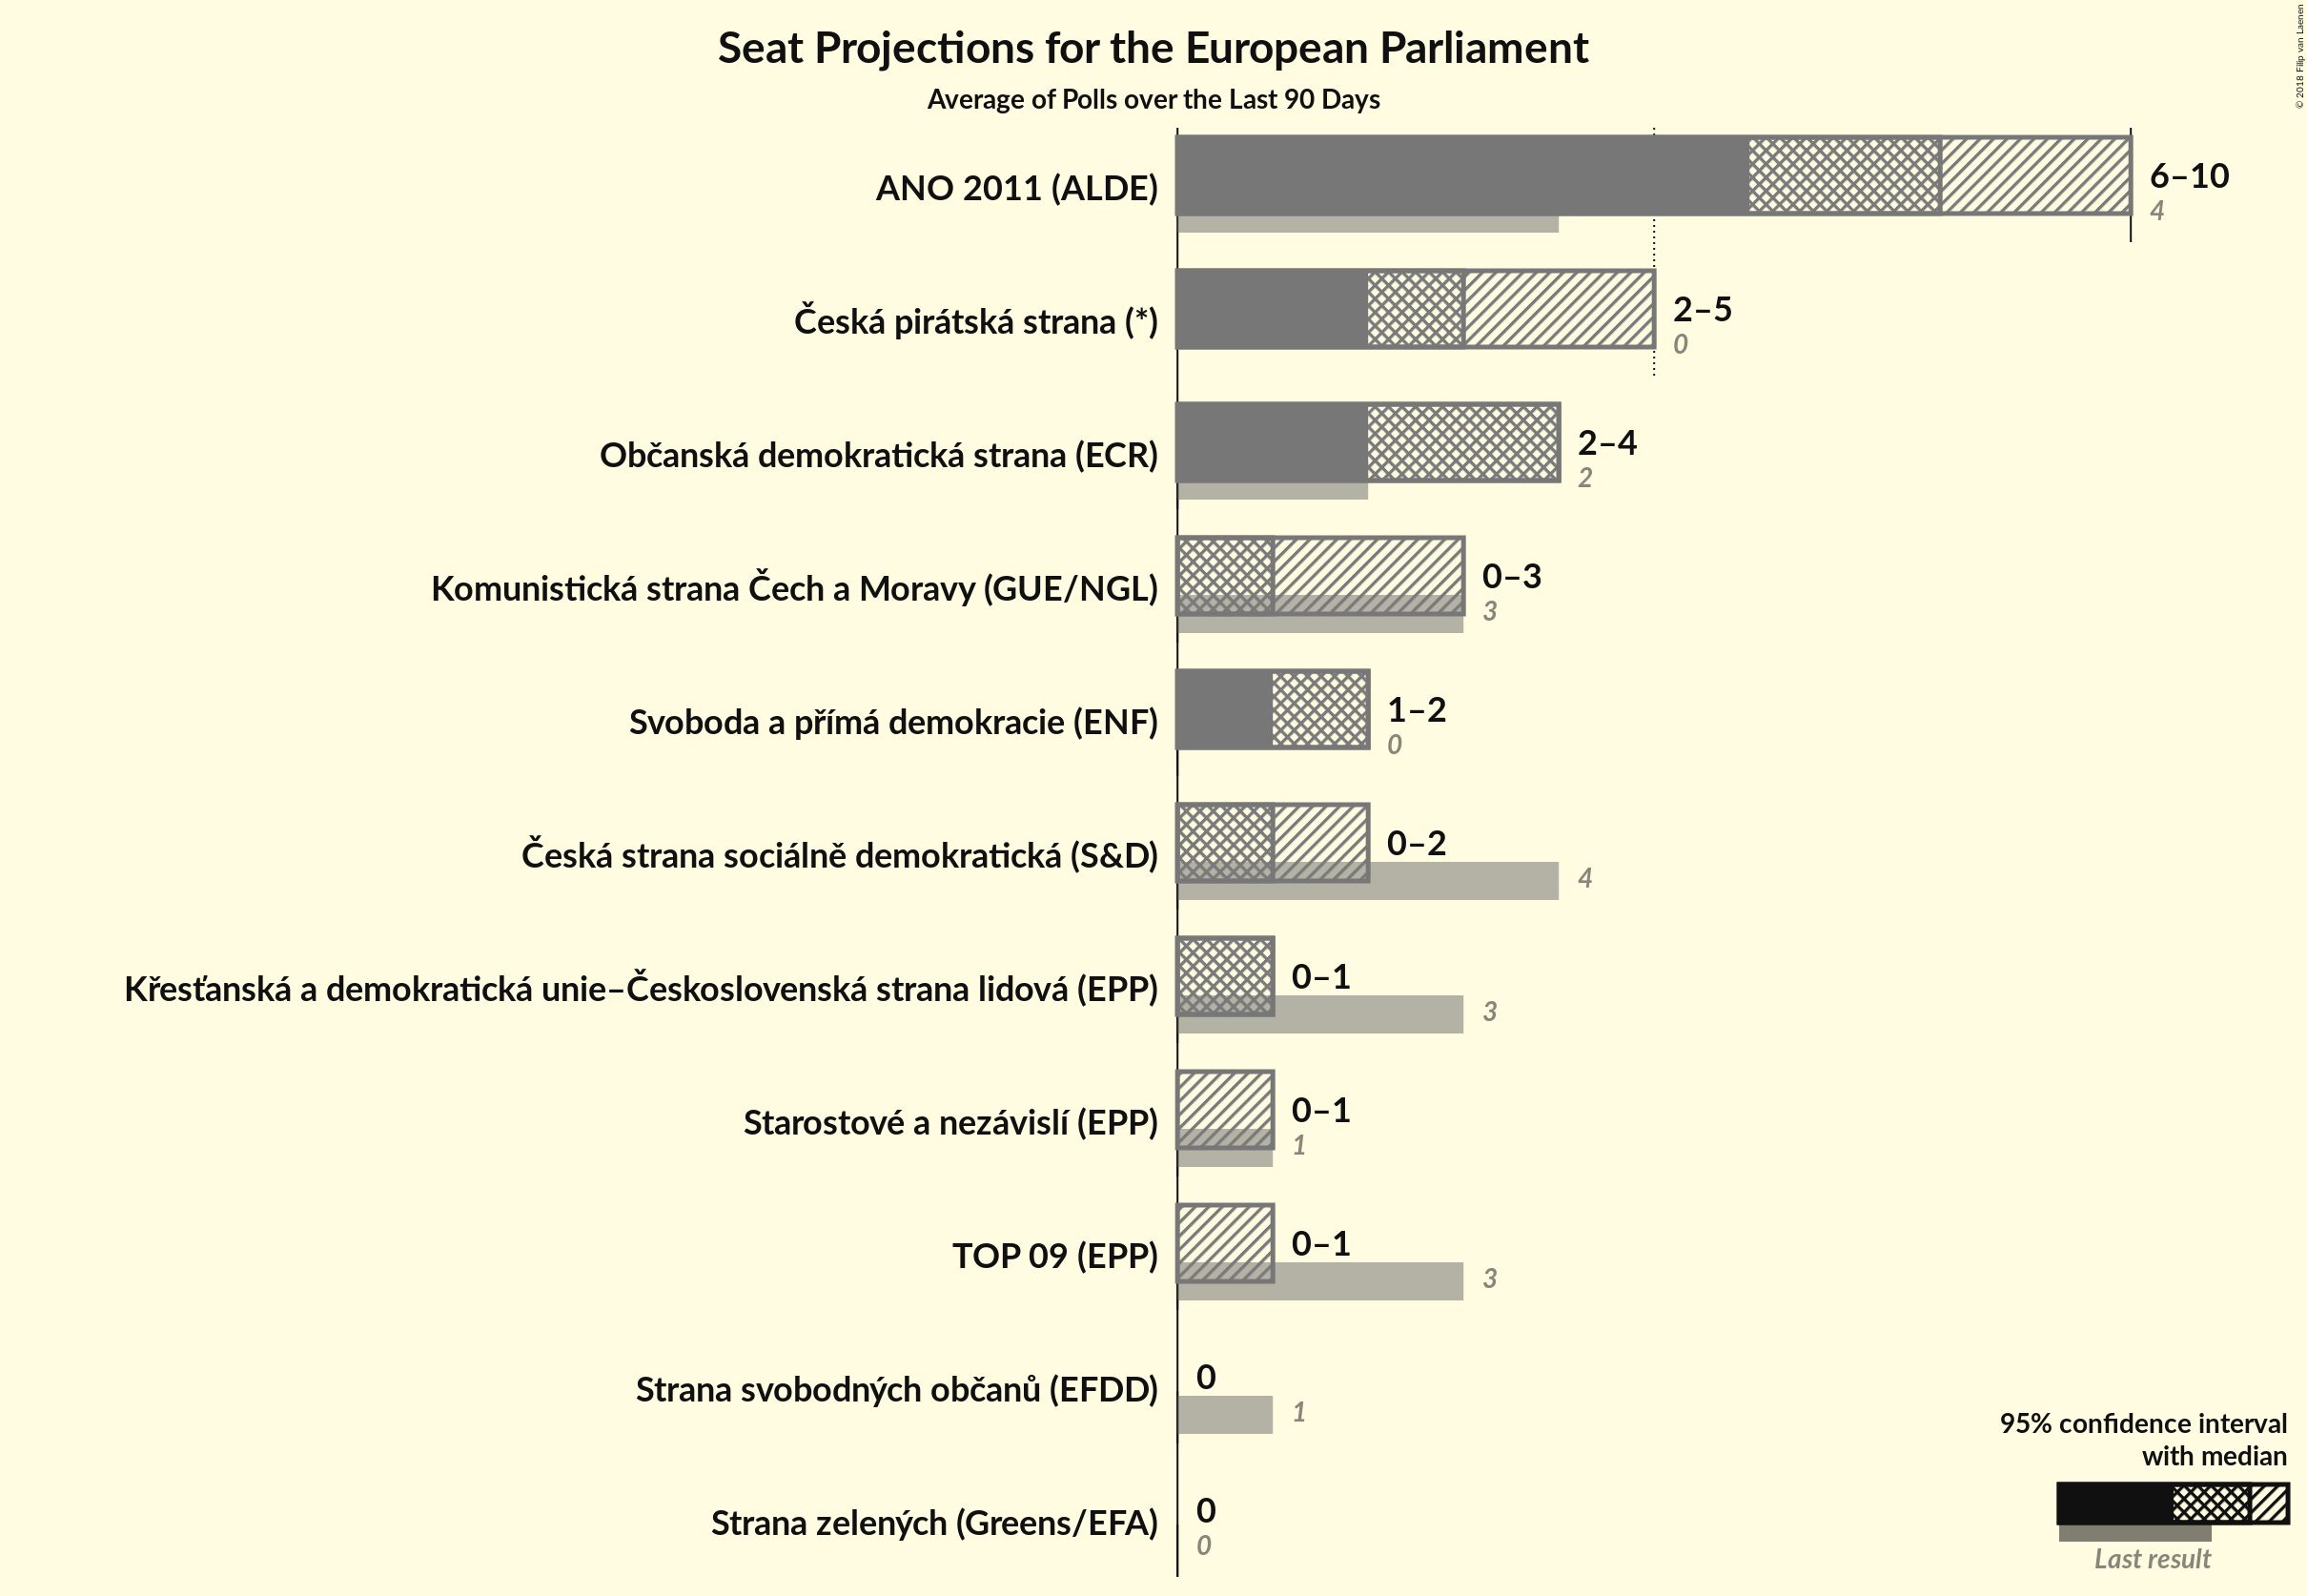 Seat Projections for the European Parliament
Average of Polls over the Last 90 Days
© 2018 Filip van Laenen
ANO 2011 (ALDE)
6–10
4
Česká pirátská strana (*)
2–5
0
Občanská demokratická strana (ECR)
2–4
2
Komunistická strana Čech a Moravy (GUE/NGL)
0–3
3
Svoboda a přímá demokracie (ENF)
1–2
0
Česká strana sociálně demokratická (S&D)
0–2
4
Křesťanská a demokratická unie–Československá strana lidová (EPP)
0–1
3
Starostové a nezávislí (EPP)
0–1
1
TOP 09 (EPP)
0–1
3
Strana svobodných občanů (EFDD)
0
1
Strana zelených (Greens/EFA)
0
0
95% confidence interval
with median
Last result